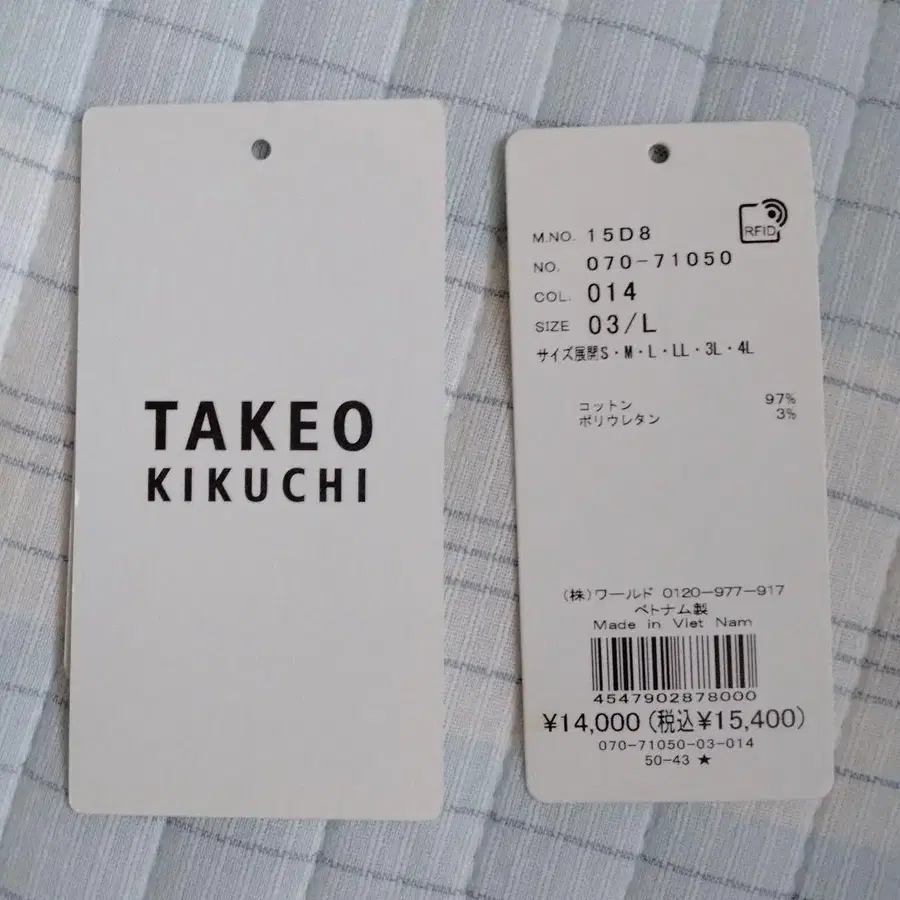 TAKEO
KIKUCHI
RFID
M.NO. 15D8
NO. 070-71050
COL. 014
SIZE 03/L
サイズ展開S・M・L・LL・3L・4L
コットン 97%
ポリウレタン 3%
(株)ワールド 0120-977-917
ベトナム製
Made in Viet Nam
4547902878000
¥14,000(税込¥15,400)
070-71050-03-014
50-43 ★